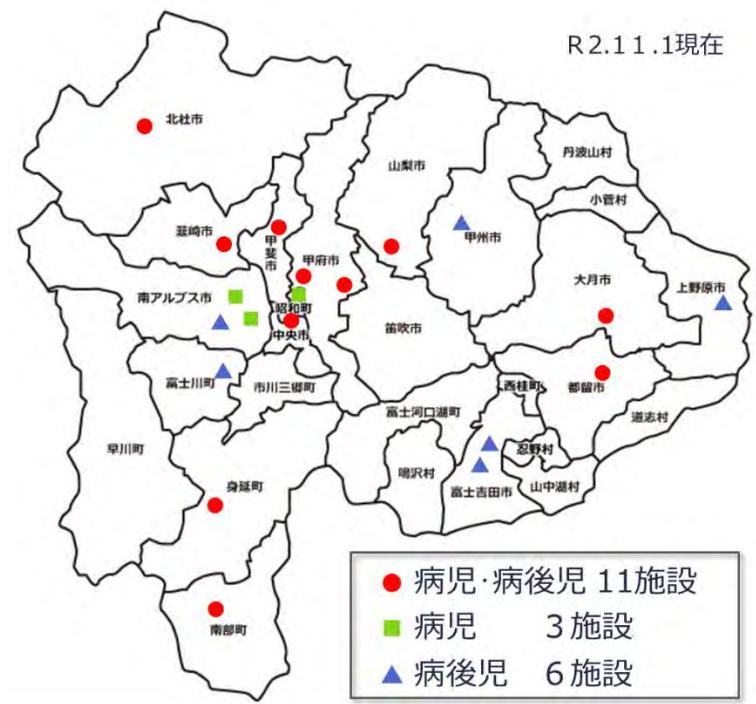 R2.11.1現在
北杜市
丹波山村
山梨市
小菅村
韮崎市
甲斐市
甲州市
甲府市
大月市
上野原市
南アルプス市
昭和町
中央市
笛吹市
富士川町
市川三郷町
西桂町
都留市
富士河口湖町
道志村
早川町
忍野村
鳴沢村
身延町
富士吉田市
山中湖村
南部町
病児・病後児 11施設
病児 3施設
病後児 6施設